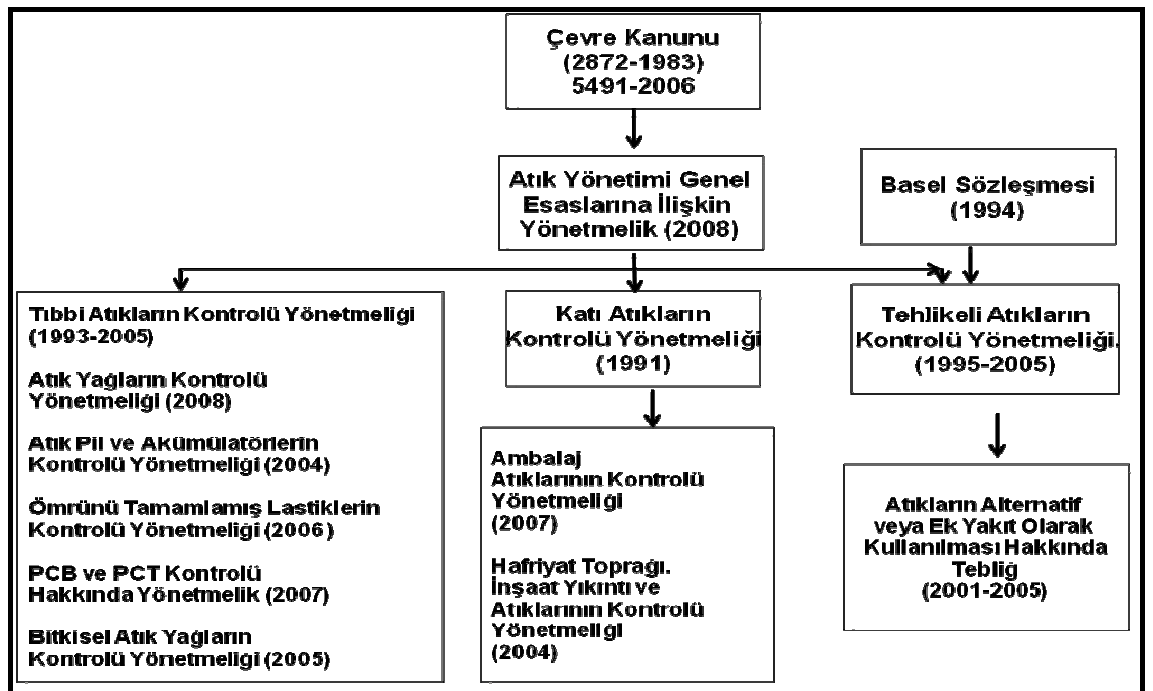 Çevre Kanunu
(2872-1983)
5491-2006
Atık Yönetimi Genel
Esaslarına İlişkin
Yönetmelik (2008)
Basel Sözleşmesi
(1994)
Tıbbi Atıkların Kontrolü Yönetmeliği
(1993-2005)
Atık Yağların Kontrolü
Yönetmeliği (2008)
Atık Pil ve Akümülatörlerin
Kontrolü Yönetmeliği (2004)
Ömrünü Tamamlamış Lastiklerin
Kontrolü Yönetmeliği (2006)
PCB ve PCT Kontrolü
Hakkında Yönetmelik (2007)
Bitkisel Atık Yağların
Kontrolü Yönetmeliği (2005)
Katı Atıkların
Kontrolü Yönetmeliği
(1991)
Ambalaj
Atıklarının Kontrolü
Yönetmeliği
(2007)
Hafriyat Toprağı.
İnşaat Yıkıntı ve
Atıklarının Kontrolü
Yönetmeliği
(2004)
Tehlikeli Atıkların
Kontrolü Yönetmeliği.
(1995-2005)
Atıkların Alternatif
veya Ek Yakıt Olarak
Kullanılması Hakkında
Tebliğ
(2001-2005)